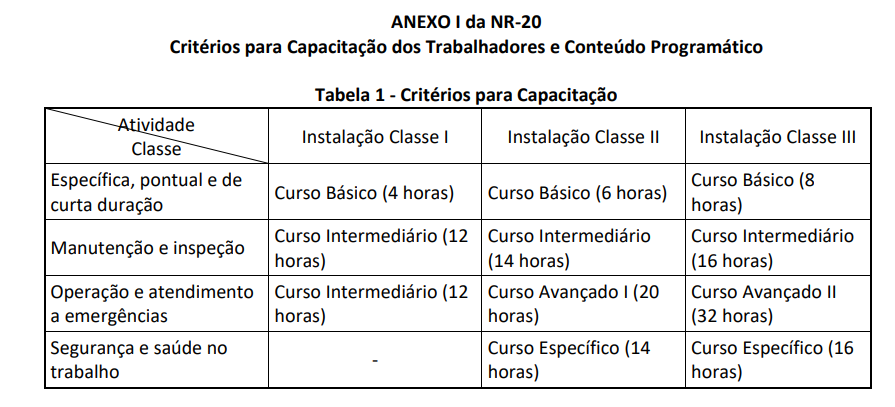 ANEXO I da NR-20
Critérios para Capacitação dos Trabalhadores e Conteúdo Programático
Tabela 1 - Critérios para Capacitação
Atividade
Classe
Instalação Classe I
Instalação Classe II
Instalação Classe III
Específica, pontual e de
curta duração
Curso Básico (4 horas)
Curso Básico (6 horas)
Curso Básico (8
horas)
Manutenção e inspeção
Curso Intermediário (12
horas)
Curso Intermediário
(14 horas)
Curso Intermediário
(16 horas)
Operação e atendimento
a emergências
Curso Intermediário (12
horas)
Curso Avançado I (20
horas)
Curso Avançado II
(32 horas)
Segurança e saúde no
trabalho
-
Curso Específico (14
horas)
Curso Específico (16
horas)